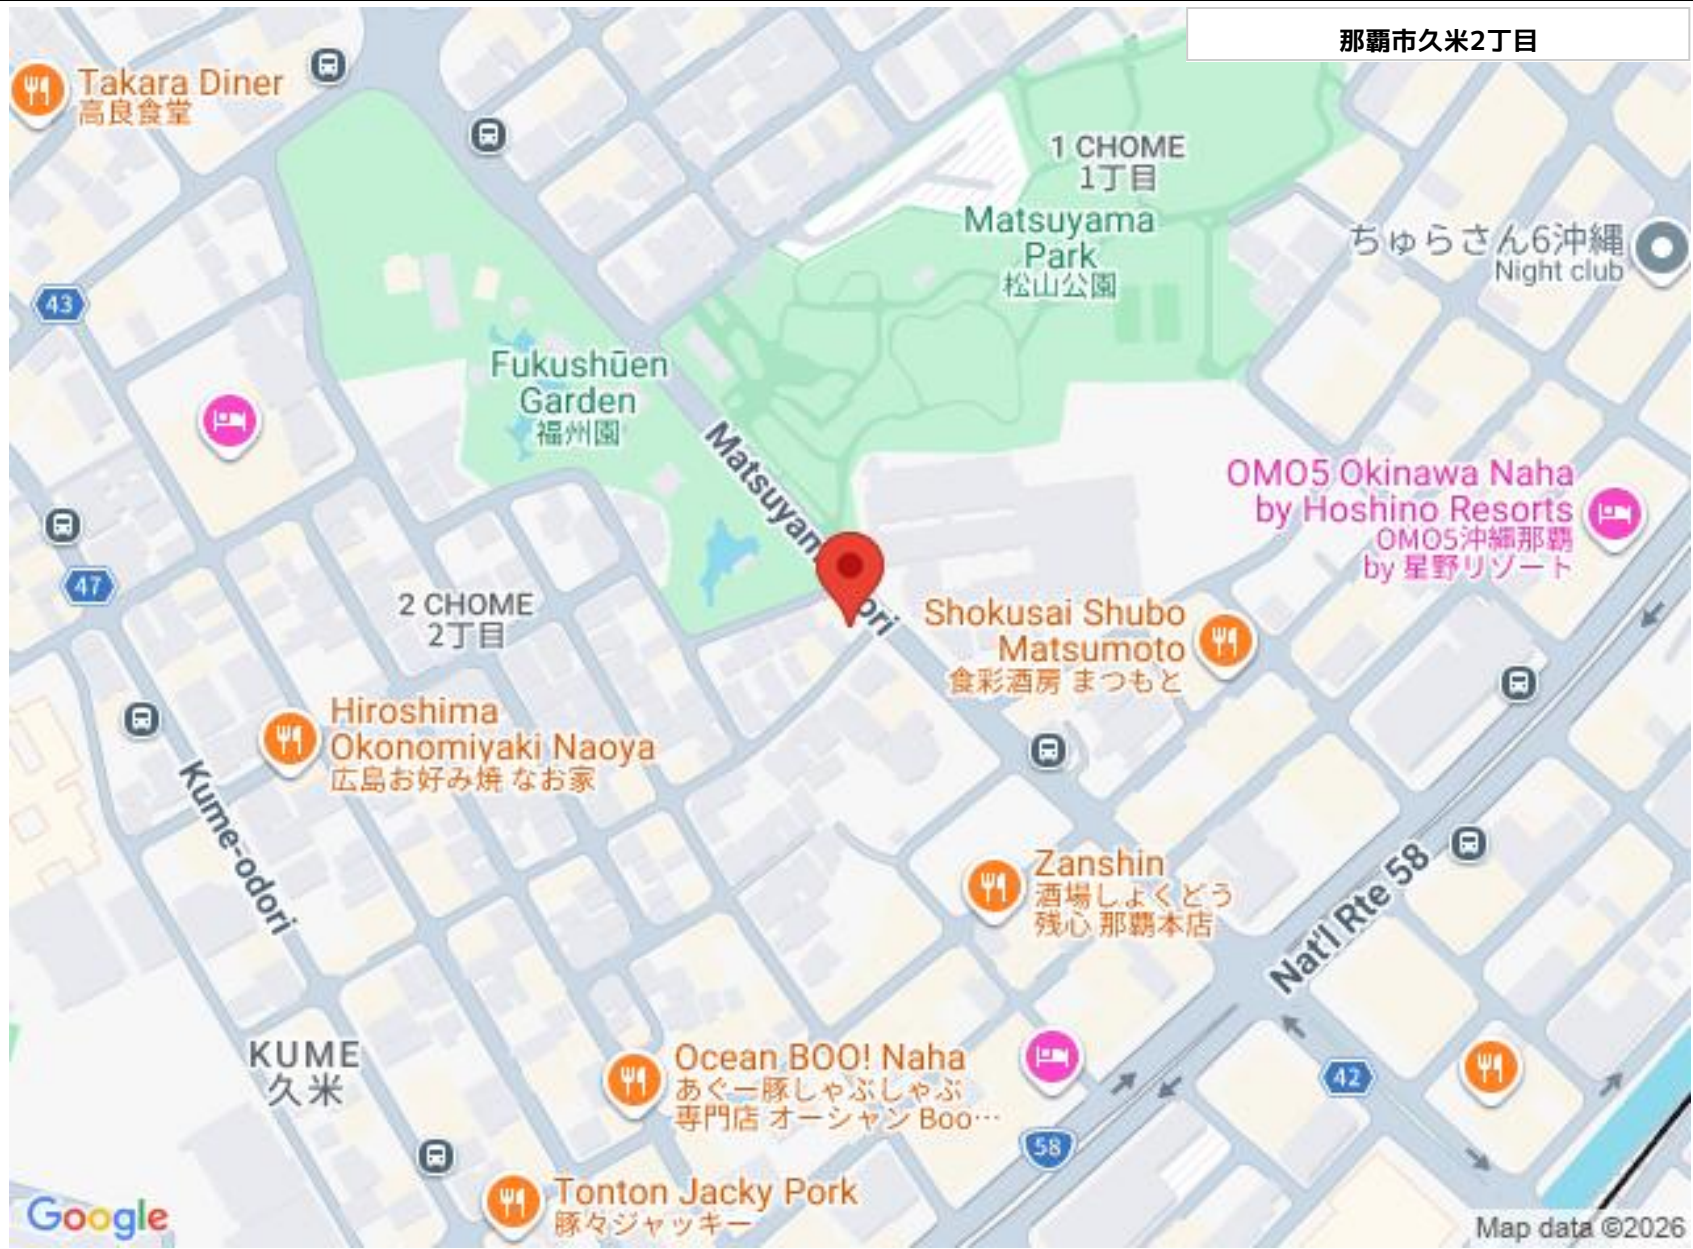 那覇市久米2丁目
Takara Diner
高良食堂
1 CHOME
1丁目
Matsuyama
Park
松山公園
ちゅらさん6沖縄
Night club
43
Fukushūen
Garden
福州園
Matsuyam
ori
OMO5 Okinawa Naha
by Hoshino Resorts
OMO5沖縄那覇
by 星野リゾート
47
2 CHOME
2丁目
Shokusai Shubo
Matsumoto
食彩酒房 まつもと
Hiroshima
Okonomiyaki Naoya
広島お好み焼 なお家
Kume-odori
Zanshin
酒場しょくどう
残心 那覇本店
Nat'l Rte 58
KUME
久米
Ocean BOO! Naha
あぐー豚しゃぶしゃぶ
専門店 オーシャン Boo…
42
58
Tonton Jacky Pork
豚々ジャッキー
Google
Map data ©2026